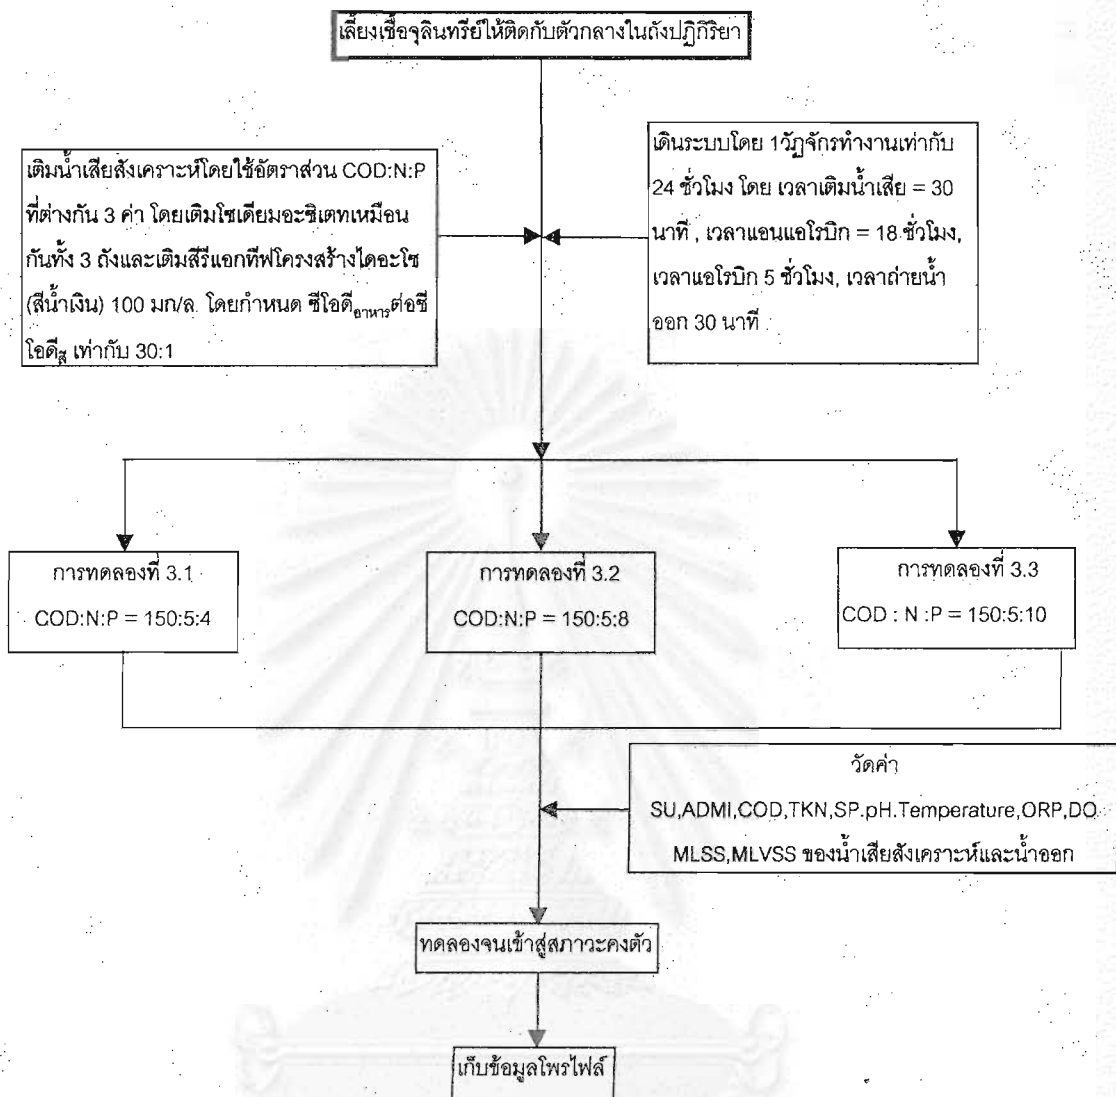 เลี้ยงเชื้อจุลินทรีย์ให้ติดกับตัวกลางในถังปฏิกิริยา
เติมน้ำเสียสังเคราะห์โดยใช้อัตราส่วน COD:N:P
ที่ต่างกัน 3 ค่า โดยเติมโซเดียมอะซิเตทเหมือน
กันทั้ง 3 ถังและเติมสีรีแอกทีฟโครงสร้างไดอะโซ
(สีน้ำเงิน) 100 มก/ล. โดยกำหนด ซีโอดีอาหารต่อซี
โอดีสี เท่ากับ 30:1
เดินระบบโดย 1วัฏจักรทำงานเท่ากับ
24 ชั่วโมง โดย เวลาเติมน้ำเสีย = 30
นาที , เวลาแอนแอโรบิก = 18 ชั่วโมง,
เวลาแอโรบิก 5 ชั่วโมง, เวลาถ่ายน้ำ
ออก 30 นาที
การทดลองที่ 3.1
COD:N:P = 150:5:4
การทดลองที่ 3.2
COD:N:P = 150:5:8
การทดลองที่ 3.3
COD : N :P = 150:5:10
วัดค่า
SU,ADMI,COD,TKN,SP.pH.Temperature,ORP,DO
MLSS,MLVSS ของน้ำเสียสังเคราะห์และน้ำออก
ทดลองจนเข้าสู่สภาวะคงตัว
เก็บข้อมูลโพรไฟล์